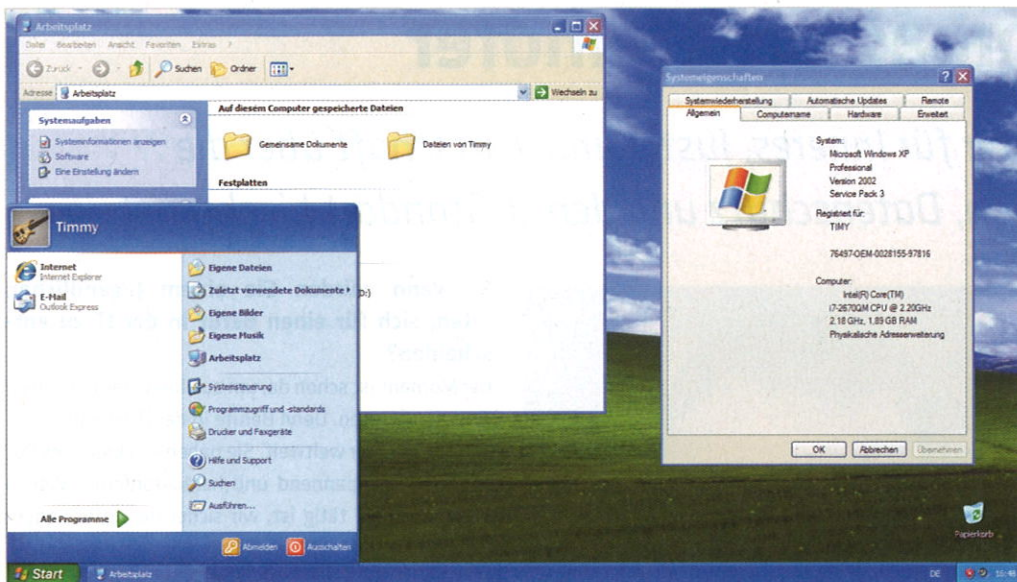 Arbeitsplatz
Datei Bearbeiten Ansicht Favoriten Extras ?
Zurück Suchen Ordner
Adresse Arbeitsplatz Wechseln zu
Systemaufgaben
Systeminformationen anzeigen
Software
Eine Einstellung ändern
Auf diesem Computer gespeicherte Dateien
Gemeinsame Dokumente
Dateien von Timmy
Festplatten
Timmy
Internet
Internet Explorer
E-Mail
Outlook Express
Alle Programme
Eigene Dateien
Zuletzt verwendete Dokumente
Eigene Bilder
Eigene Musik
Arbeitsplatz
Systemsteuerung
Programmzugriff und -standards
Drucker und Faxgeräte
Hilfe und Support
Suchen
Ausführen...
Abmelden Ausschalten
Systemeigenschaften
Systemwiederherstellung Automatische Updates Remote
Allgemein Computername Hardware Erweitert
System:
Microsoft Windows XP
Professional
Version 2002
Service Pack 3
Registriert für:
TIMY
76497-OEM-0028155-97816
Computer:
Intel(R) Core(TM)
i7-2670QM CPU @ 2.20GHz
2.18 GHz, 1,89 GB RAM
Physikalische Adresserweiterung
OK Abbrechen Übernehmen
Papierkorb
Start Arbeitsplatz DE 15:46